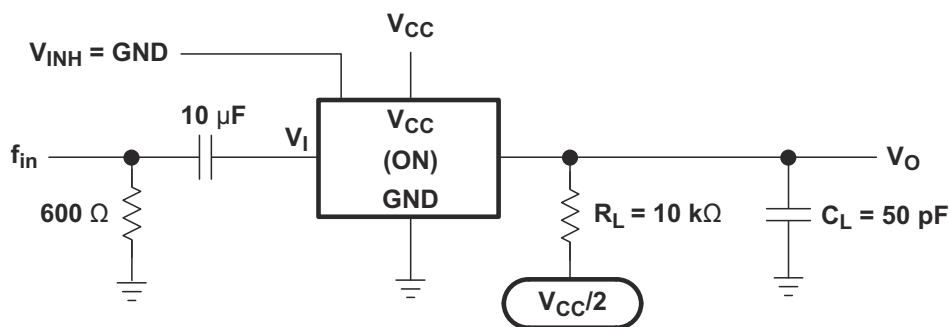 V_CC
V_INH = GND
10 µF
V_I
V_CC
(ON)
GND
f_in
V_O
600 Ω
R_L = 10 kΩ
C_L = 50 pF
V_CC/2